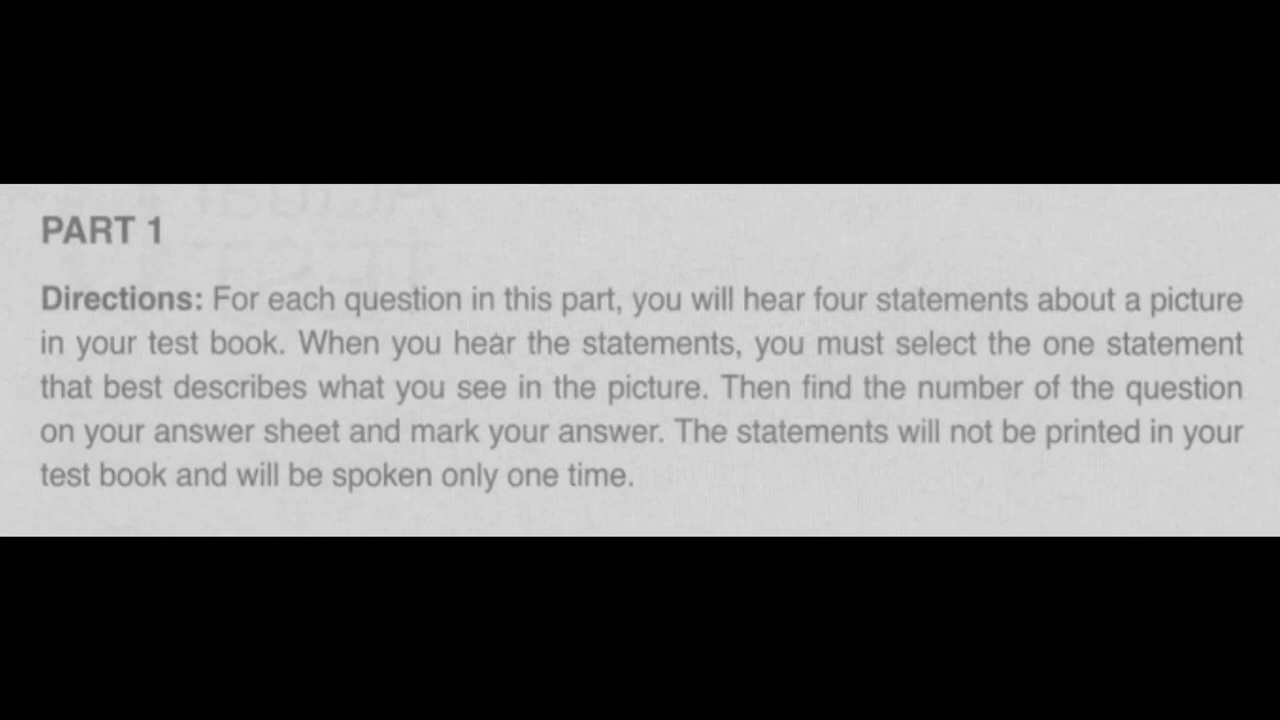 PART 1
Directions: For each question in this part, you will hear four statements about a picture
in your test book. When you hear the statements, you must select the one statement
that best describes what you see in the picture. Then find the number of the question
on your answer sheet and mark your answer. The statements will not be printed in your
test book and will be spoken only one time.